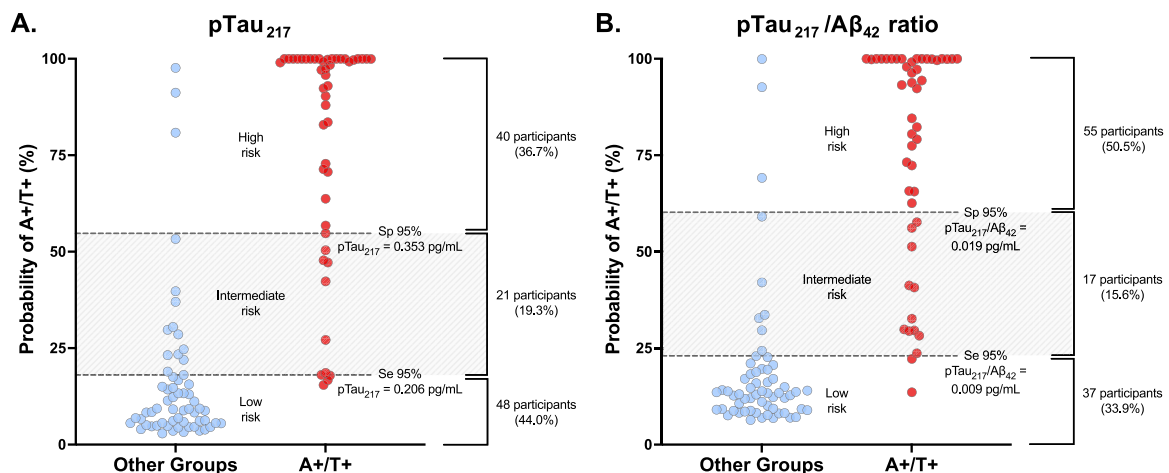 A.
pTau217
Probability of A+/T+ (%)
100
75
50
25
0
High
risk
Intermediate
risk
Low
risk
Sp 95%
pTau217 = 0.353 pg/mL
Se 95%
pTau217 = 0.206 pg/mL
40 participants
(36.7%)
21 participants
(19.3%)
48 participants
(44.0%)
Other Groups
A+/T+
B.
pTau217 /Aβ42 ratio
Probability of A+/T+ (%)
100
75
50
25
0
High
risk
Intermediate
risk
Low
risk
Sp 95%
pTau217/Aβ42 =
0.019 pg/mL
Se 95%
pTau217/Aβ42 =
0.009 pg/mL
55 participants
(50.5%)
17 participants
(15.6%)
37 participants
(33.9%)
Other Groups
A+/T+